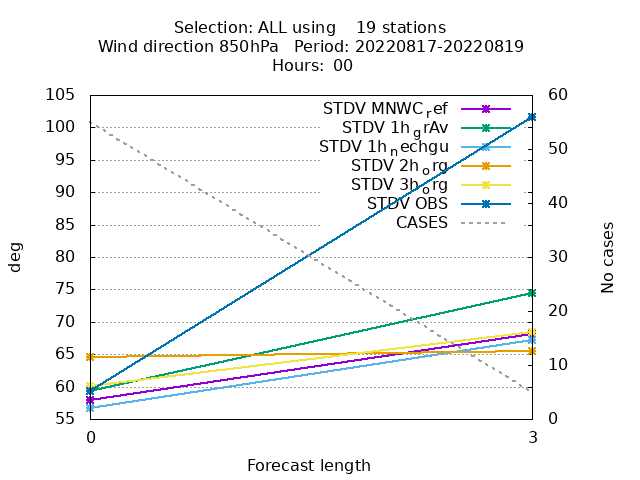 Selection: ALL using    19 stations
Wind direction 850hPa   Period: 20220817-20220819
Hours:  00
105
100
95
90
85
80
75
70
65
60
55
deg
STDV MNWC_ref
STDV 1h_grAv
STDV 1h_nechgu
STDV 2h_org
STDV 3h_org
STDV OBS
CASES
60
50
40
30
20
10
0
No cases
0 3
Forecast length